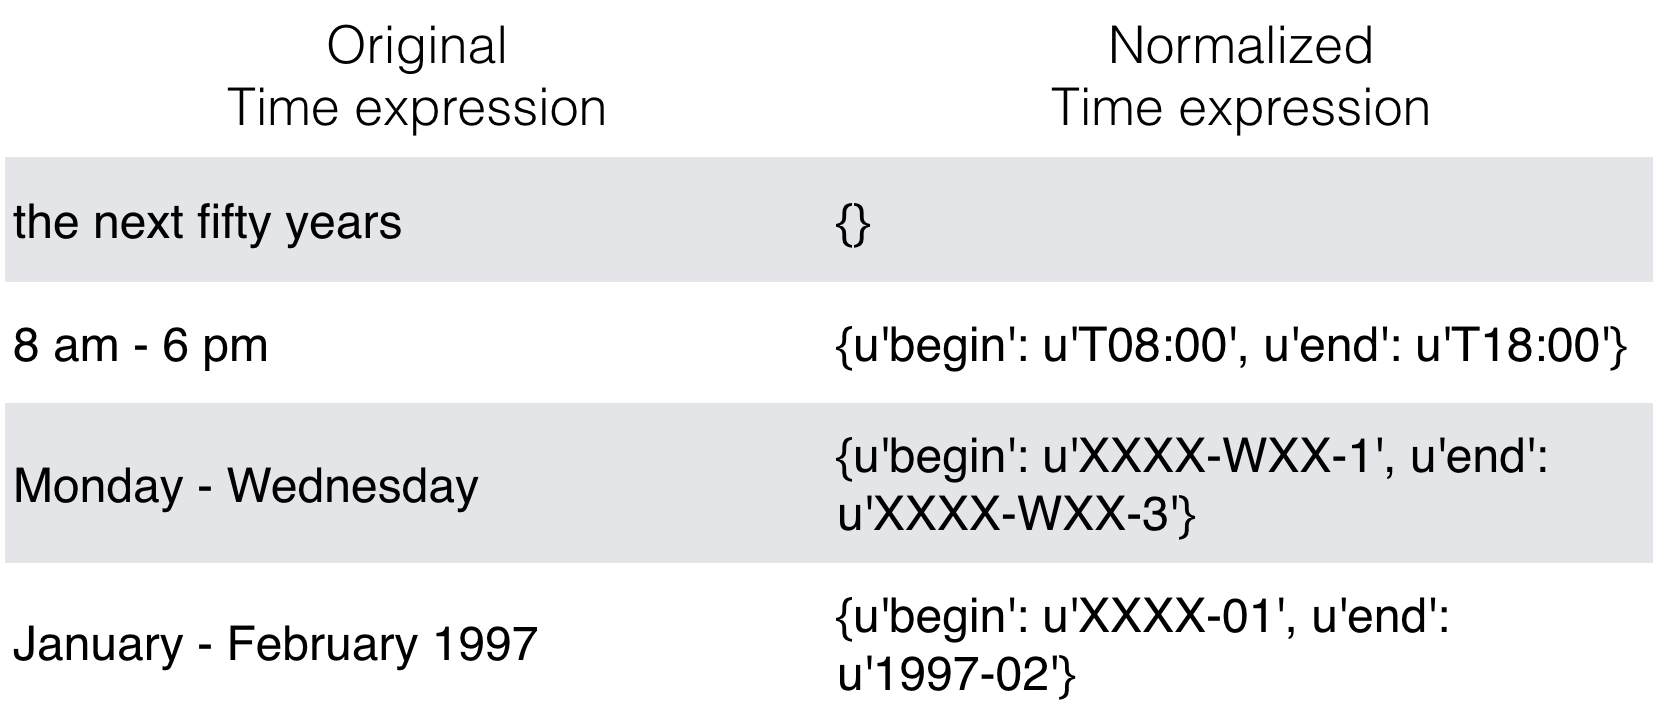 Original
Time expression
Normalized
Time expression
the next fifty years
{}
8 am - 6 pm
{u'begin': u'T08:00', u'end': u'T18:00'}
Monday - Wednesday
{u'begin': u'XXXX-WXX-1', u'end':
u'XXXX-WXX-3'}
January - February 1997
{u'begin': u'XXXX-01', u'end':
u'1997-02'}